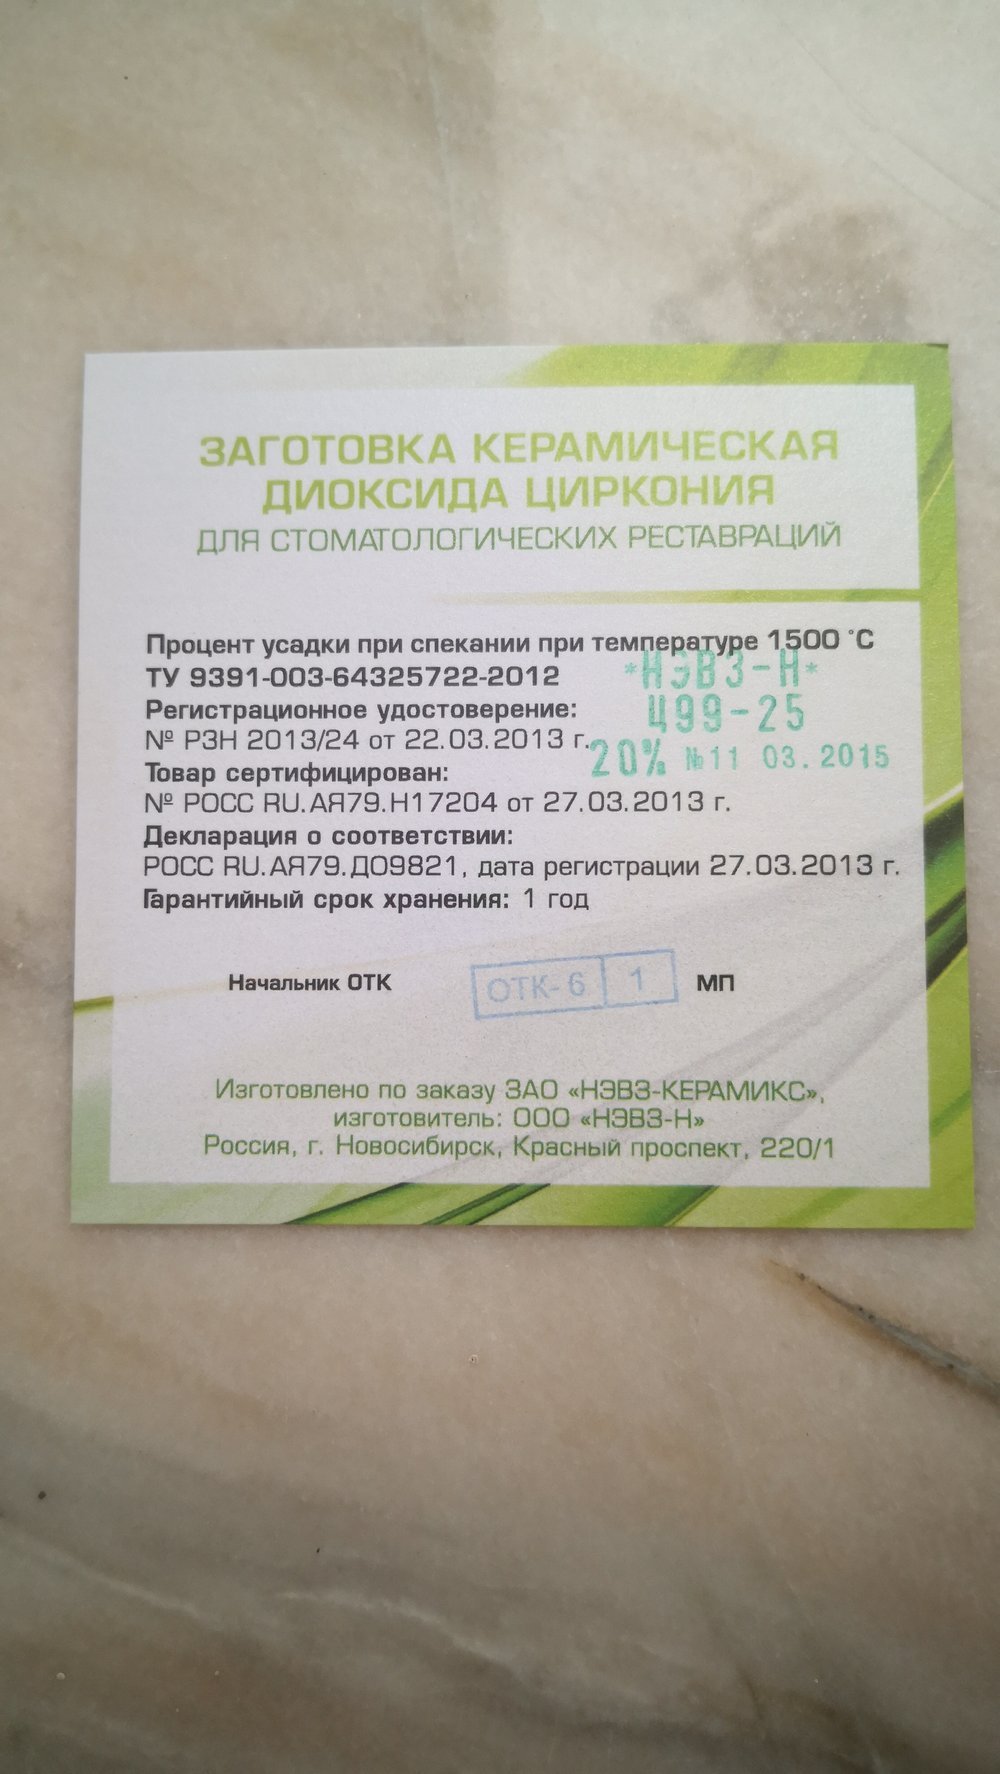 ЗАГОТОВКА КЕРАМИЧЕСКАЯ
ДИОКСИДА ЦИРКОНИЯ
ДЛЯ СТОМАТОЛОГИЧЕСКИХ РЕСТАВРАЦИЙ
Процент усадки при спекании при температуре 1500 °С
*НЭВЗ-Н*
ТУ 9391-003-64325722-2012
Ц99-25
Регистрационное удостоверение:
№ РЗН 2013/24 от 22.03.2013 г.
20% №11 03.2015
Товар сертифицирован:
№ РОСС RU.АЯ79.Н17204 от 27.03.2013 г.
Декларация о соответствии:
РОСС RU.АЯ79.Д09821, дата регистрации 27.03.2013 г.
Гарантийный срок хранения: 1 год
Начальник ОТК ОТК-6 1 МП
Изготовлено по заказу ЗАО «НЭВЗ-КЕРАМИКС»,
изготовитель: ООО «НЭВЗ-Н»
Россия, г. Новосибирск, Красный проспект, 220/1